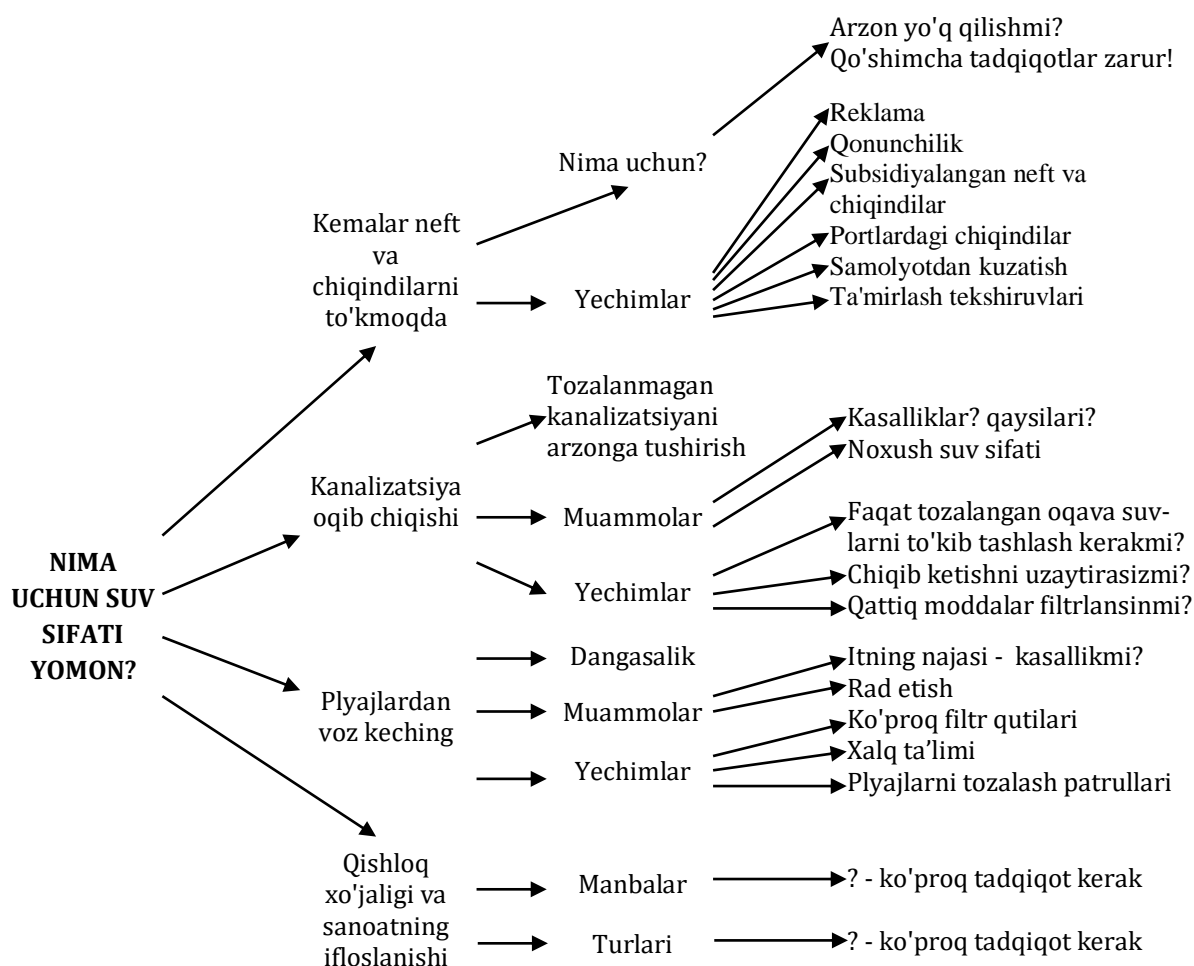 NIMA
UCHUN SUV
SIFATI
YOMON?
Kemalar neft
va
chiqindilarni
to'kmoqda
Nima uchun?
Arzon yo'q qilishmi?
Qo'shimcha tadqiqotlar zarur!
Yechimlar
Reklama
Qonunchilik
Subsidiyalangan neft va
chiqindilar
Portlardagi chiqindilar
Samolyotdan kuzatish
Ta'mirlash tekshiruvlari
Kanalizatsiya
oqib chiqishi
Tozalanmagan
kanalizatsiyani
arzonga tushirish
Muammolar
Kasalliklar? qaysilari?
Noxush suv sifati
Yechimlar
Faqat tozalangan oqava suv-
larni to'kib tashlash kerakmi?
Chiqib ketishni uzaytirasizmi?
Qattiq moddalar filtrlansinmi?
Plyajlardan
voz keching
Dangasalik
Muammolar
Itning najasi - kasallikmi?
Rad etish
Yechimlar
Ko'proq filtr qutilari
Xalq ta’limi
Plyajlarni tozalash patrullari
Qishloq
xo'jaligi va
sanoatning
ifloslanishi
Manbalar
? - ko'proq tadqiqot kerak
Turlari
? - ko'proq tadqiqot kerak